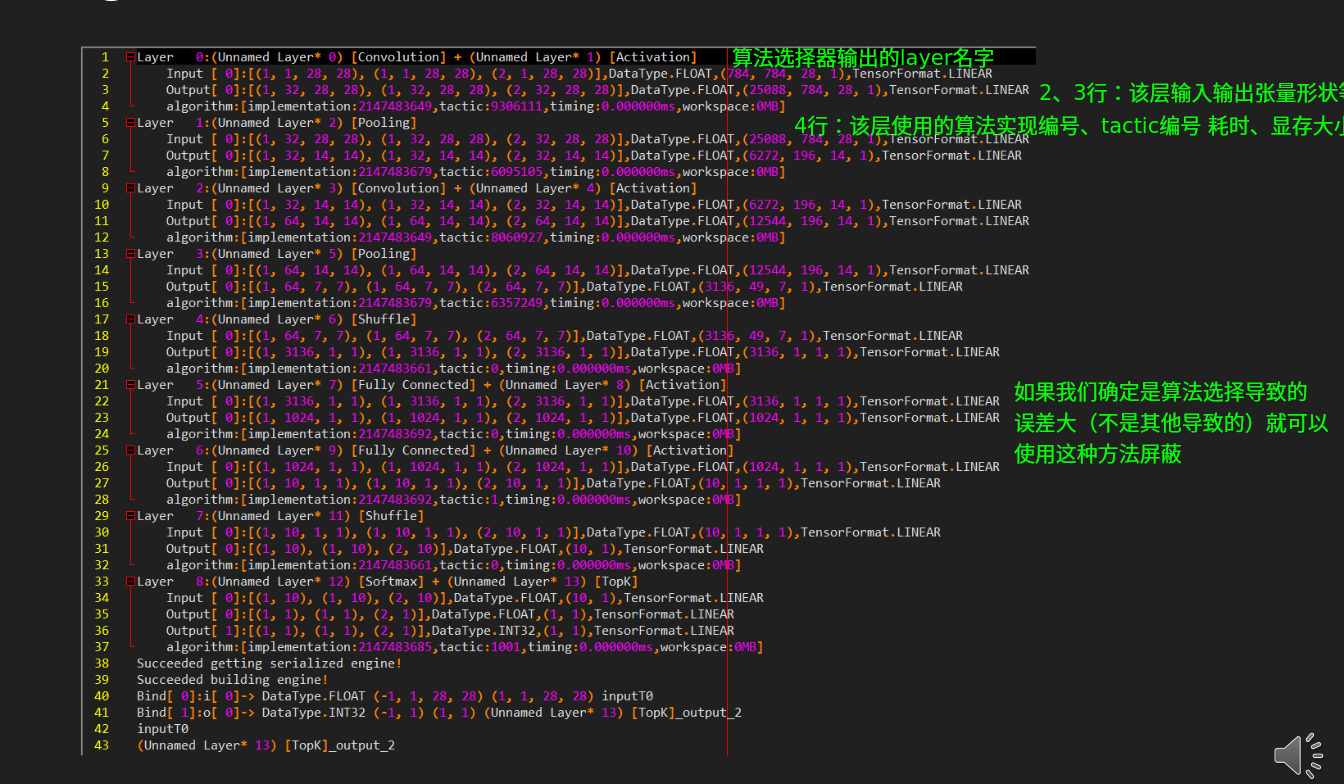 1 Layer 0:(Unnamed Layer* 0) [Convolution] + (Unnamed Layer* 1) [Activation] 算法选择器输出的layer名字
2 Input [ 0]:[(1, 1, 28, 28), (1, 1, 28, 28), (2, 1, 28, 28)],DataType.FLOAT,(784, 784, 28, 1),TensorFormat.LINEAR
3 Output[ 0]:[(1, 32, 28, 28), (1, 32, 28, 28), (2, 32, 28, 28)],DataType.FLOAT,(25088, 784, 28, 1),TensorFormat.LINEAR
2、3行：该层输入输出张量形状等
4 algorithm:[implementation:2147483649,tactic:9306111,timing:0.000000ms,workspace:0MB]
5 Layer 1:(Unnamed Layer* 2) [Pooling]
4行：该层使用的算法实现编号、tactic编号 耗时、显存大小
6 Input [ 0]:[(1, 32, 28, 28), (1, 32, 28, 28), (2, 32, 28, 28)],DataType.FLOAT,(25088, 784, 28, 1),TensorFormat.LINEAR
7 Output[ 0]:[(1, 32, 14, 14), (1, 32, 14, 14), (2, 32, 14, 14)],DataType.FLOAT,(6272, 196, 14, 1),TensorFormat.LINEAR
8 algorithm:[implementation:2147483679,tactic:6095105,timing:0.000000ms,workspace:0MB]
9 Layer 2:(Unnamed Layer* 3) [Convolution] + (Unnamed Layer* 4) [Activation]
10 Input [ 0]:[(1, 32, 14, 14), (1, 32, 14, 14), (2, 32, 14, 14)],DataType.FLOAT,(6272, 196, 14, 1),TensorFormat.LINEAR
11 Output[ 0]:[(1, 64, 14, 14), (1, 64, 14, 14), (2, 64, 14, 14)],DataType.FLOAT,(12544, 196, 14, 1),TensorFormat.LINEAR
12 algorithm:[implementation:2147483649,tactic:8060927,timing:0.000000ms,workspace:0MB]
13 Layer 3:(Unnamed Layer* 5) [Pooling]
14 Input [ 0]:[(1, 64, 14, 14), (1, 64, 14, 14), (2, 64, 14, 14)],DataType.FLOAT,(12544, 196, 14, 1),TensorFormat.LINEAR
15 Output[ 0]:[(1, 64, 7, 7), (1, 64, 7, 7), (2, 64, 7, 7)],DataType.FLOAT,(3136, 49, 7, 1),TensorFormat.LINEAR
16 algorithm:[implementation:2147483679,tactic:6357249,timing:0.000000ms,workspace:0MB]
17 Layer 4:(Unnamed Layer* 6) [Shuffle]
18 Input [ 0]:[(1, 64, 7, 7), (1, 64, 7, 7), (2, 64, 7, 7)],DataType.FLOAT,(3136, 49, 7, 1),TensorFormat.LINEAR
19 Output[ 0]:[(1, 3136, 1, 1), (1, 3136, 1, 1), (2, 3136, 1, 1)],DataType.FLOAT,(3136, 1, 1, 1),TensorFormat.LINEAR
20 algorithm:[implementation:2147483661,tactic:0,timing:0.000000ms,workspace:0MB]
21 Layer 5:(Unnamed Layer* 7) [Fully Connected] + (Unnamed Layer* 8) [Activation]
22 Input [ 0]:[(1, 3136, 1, 1), (1, 3136, 1, 1), (2, 3136, 1, 1)],DataType.FLOAT,(3136, 1, 1, 1),TensorFormat.LINEAR
23 Output[ 0]:[(1, 1024, 1, 1), (1, 1024, 1, 1), (2, 1024, 1, 1)],DataType.FLOAT,(1024, 1, 1, 1),TensorFormat.LINEAR
24 algorithm:[implementation:2147483692,tactic:0,timing:0.000000ms,workspace:0MB]
如果我们确定是算法选择导致的
误差大（不是其他导致的）就可以
使用这种方法屏蔽
25 Layer 6:(Unnamed Layer* 9) [Fully Connected] + (Unnamed Layer* 10) [Activation]
26 Input [ 0]:[(1, 1024, 1, 1), (1, 1024, 1, 1), (2, 1024, 1, 1)],DataType.FLOAT,(1024, 1, 1, 1),TensorFormat.LINEAR
27 Output[ 0]:[(1, 10, 1, 1), (1, 10, 1, 1), (2, 10, 1, 1)],DataType.FLOAT,(10, 1, 1, 1),TensorFormat.LINEAR
28 algorithm:[implementation:2147483692,tactic:1,timing:0.000000ms,workspace:0MB]
29 Layer 7:(Unnamed Layer* 11) [Shuffle]
30 Input [ 0]:[(1, 10, 1, 1), (1, 10, 1, 1), (2, 10, 1, 1)],DataType.FLOAT,(10, 1, 1, 1),TensorFormat.LINEAR
31 Output[ 0]:[(1, 10), (1, 10), (2, 10)],DataType.FLOAT,(10, 1),TensorFormat.LINEAR
32 algorithm:[implementation:2147483661,tactic:0,timing:0.000000ms,workspace:0MB]
33 Layer 8:(Unnamed Layer* 12) [Softmax] + (Unnamed Layer* 13) [TopK]
34 Input [ 0]:[(1, 10), (1, 10), (2, 10)],DataType.FLOAT,(10, 1),TensorFormat.LINEAR
35 Output[ 0]:[(1, 1), (1, 1), (2, 1)],DataType.FLOAT,(1, 1),TensorFormat.LINEAR
36 Output[ 1]:[(1, 1), (1, 1), (2, 1)],DataType.INT32,(1, 1),TensorFormat.LINEAR
37 algorithm:[implementation:2147483685,tactic:1001,timing:0.000000ms,workspace:0MB]
38 Succeeded getting serialized engine!
39 Succeeded building engine!
40 Bind[ 0]:i[ 0]-> DataType.FLOAT (-1, 1, 28, 28) (1, 1, 28, 28) inputT0
41 Bind[ 1]:o[ 0]-> DataType.INT32 (-1, 1) (1, 1) (Unnamed Layer* 13) [TopK]_output_2
42 inputT0
43 (Unnamed Layer* 13) [TopK]_output_2